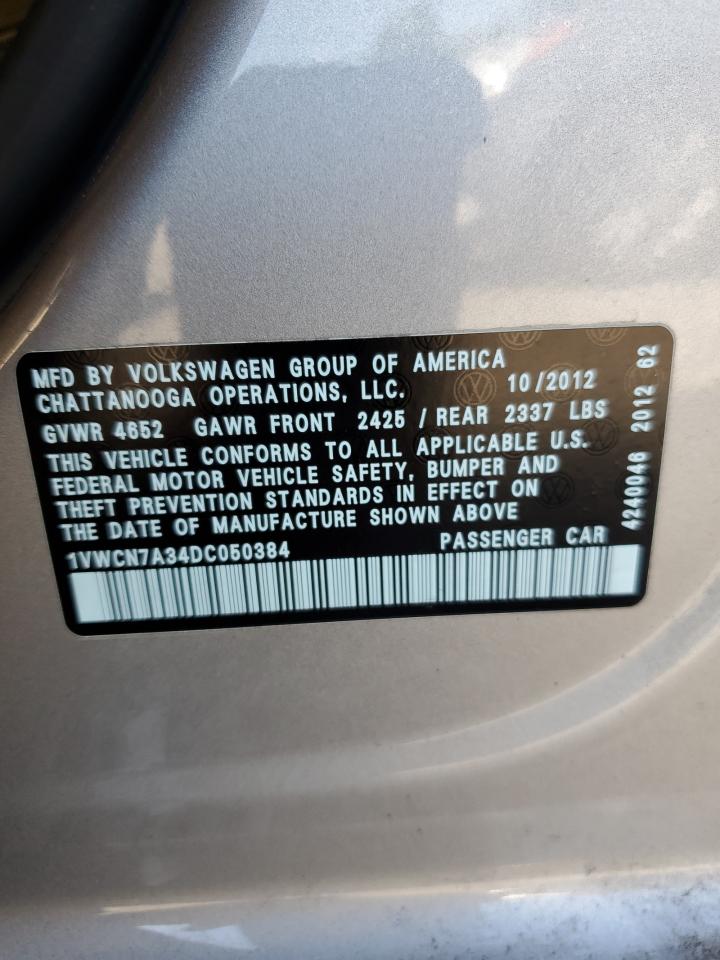 MFD BY VOLKSWAGEN GROUP OF AMERICA
CHATTANOOGA OPERATIONS, LLC. 10/2012
GVWR 4652 GAWR FRONT 2425 / REAR 2337 LBS
THIS VEHICLE CONFORMS TO ALL APPLICABLE U.S.
FEDERAL MOTOR VEHICLE SAFETY, BUMPER AND
THEFT PREVENTION STANDARDS IN EFFECT ON
THE DATE OF MANUFACTURE SHOWN ABOVE
1VWCN7A34DC050384 PASSENGER CAR
4240046 2012 62